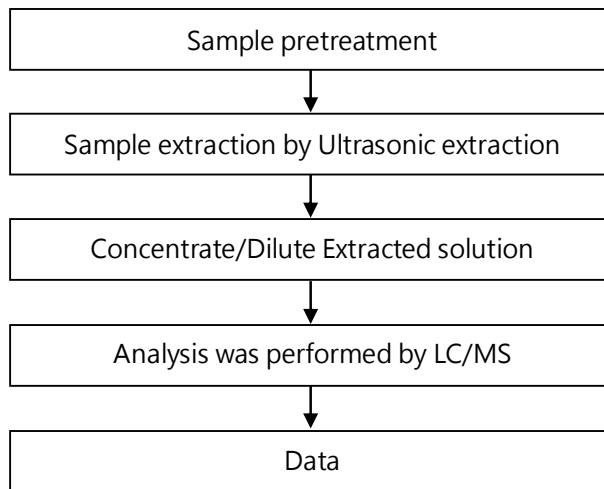 Sample pretreatment
Sample extraction by Ultrasonic extraction
Concentrate/Dilute Extracted solution
Analysis was performed by LC/MS
Data